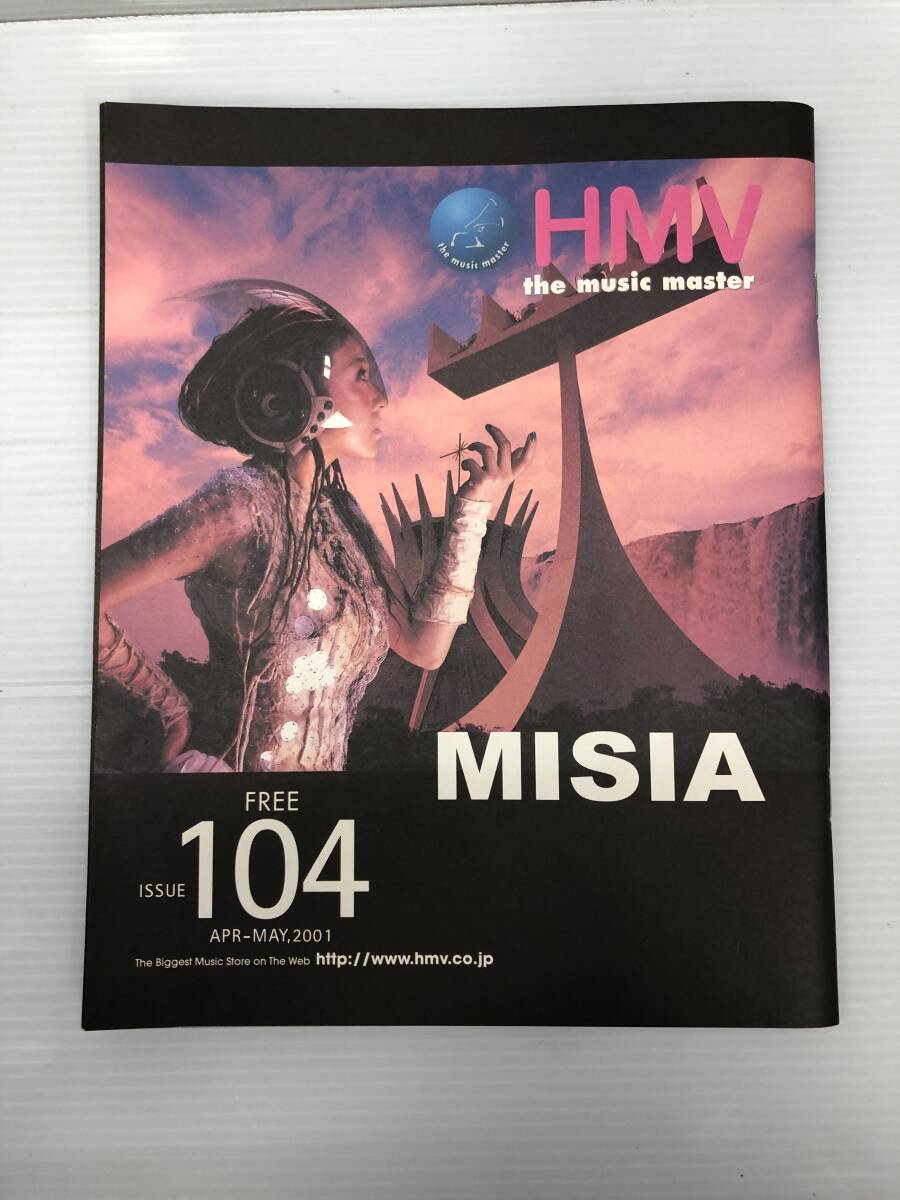 the music master
HMV
the music master
MISIA
FREE
ISSUE 104
APR-MAY,2001
The Biggest Music Store on The Web http://www.hmv.co.jp